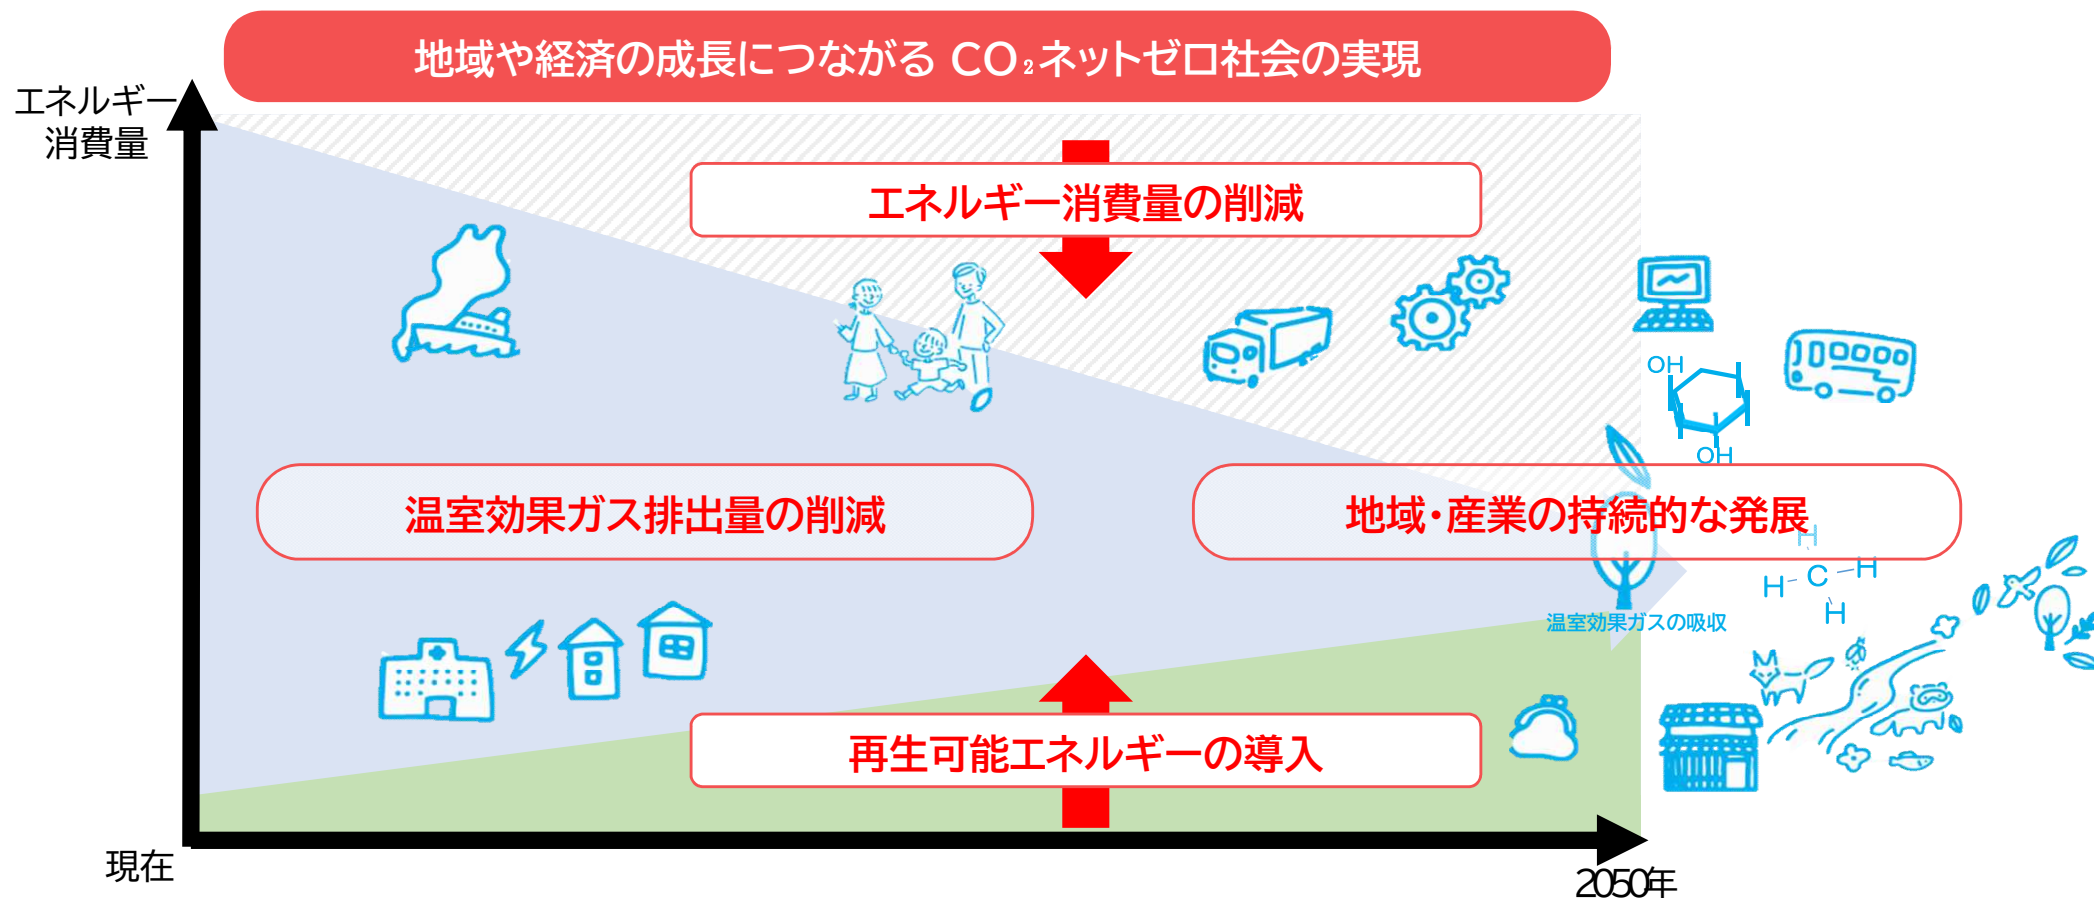 地域や経済の成長につながる CO₂ネットゼロ社会の実現
エネルギー
消費量
エネルギー消費量の削減
OH
OH
温室効果ガス排出量の削減
地域・産業の持続的な発展
H
H C H
H
温室効果ガスの吸収
再生可能エネルギーの導入
現在
2050年